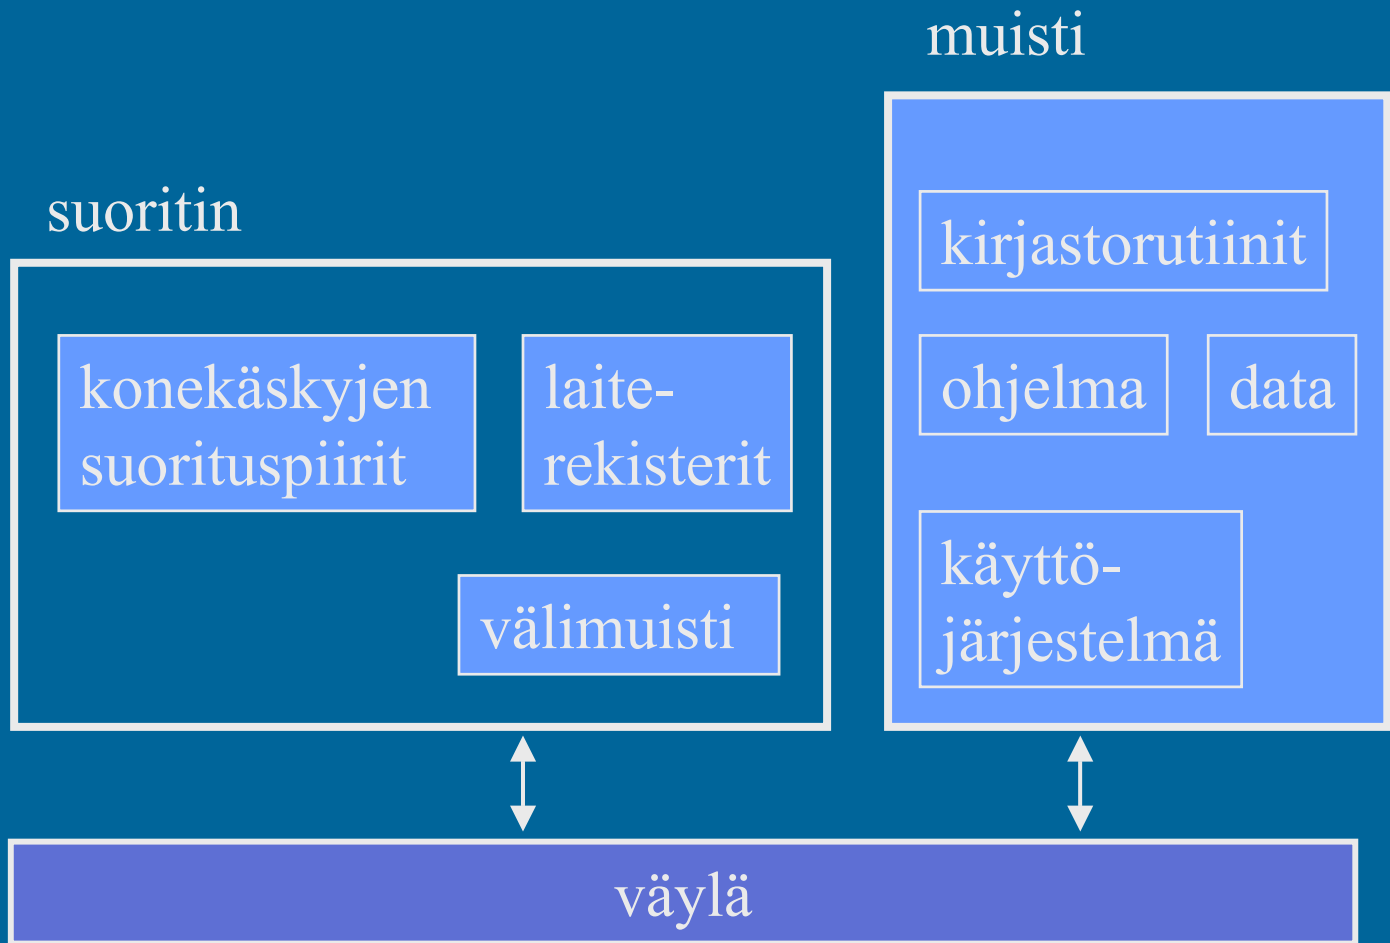 muisti
suoritin
kirjastorutiinit
konekäskyjen
suorituspiirit
laite-
rekisterit
ohjelma
data
välimuisti
käyttö-
järjestelmä
väylä